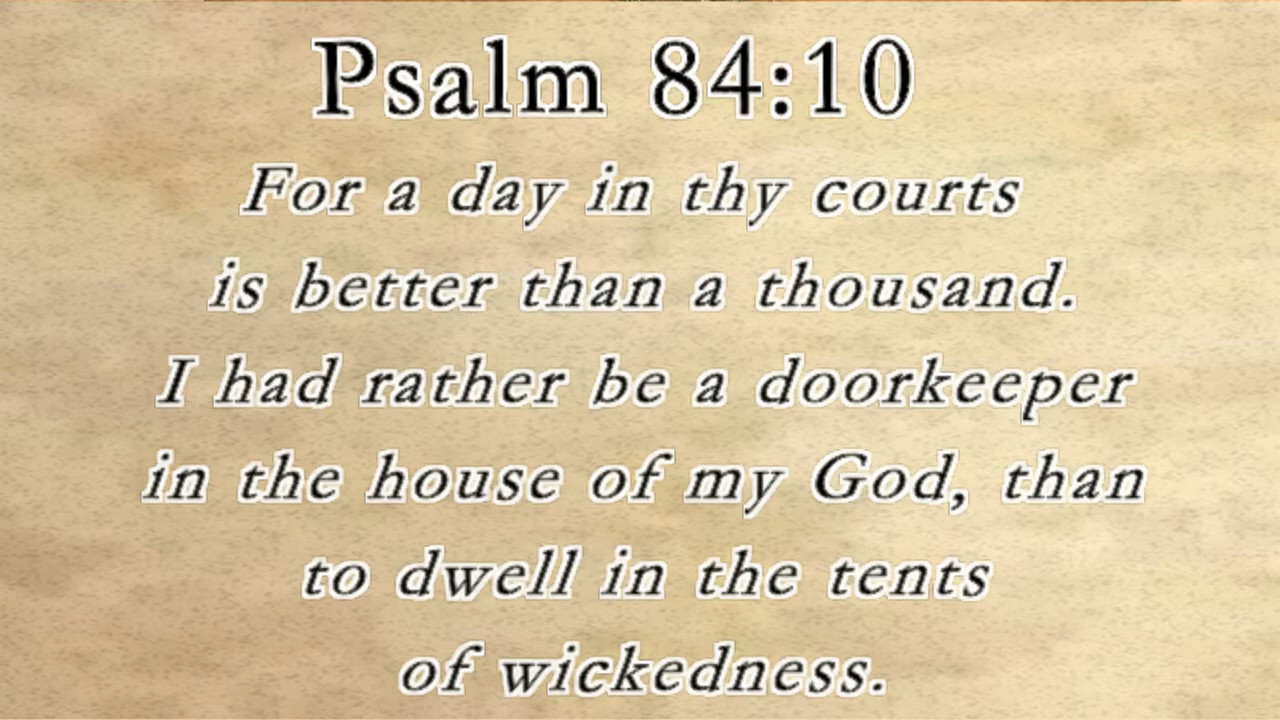 Psalm 84:10
For a day in thy courts
is better than a thousand.
I had rather be a doorkeeper
in the house of my God, than
to dwell in the tents
of wickedness.